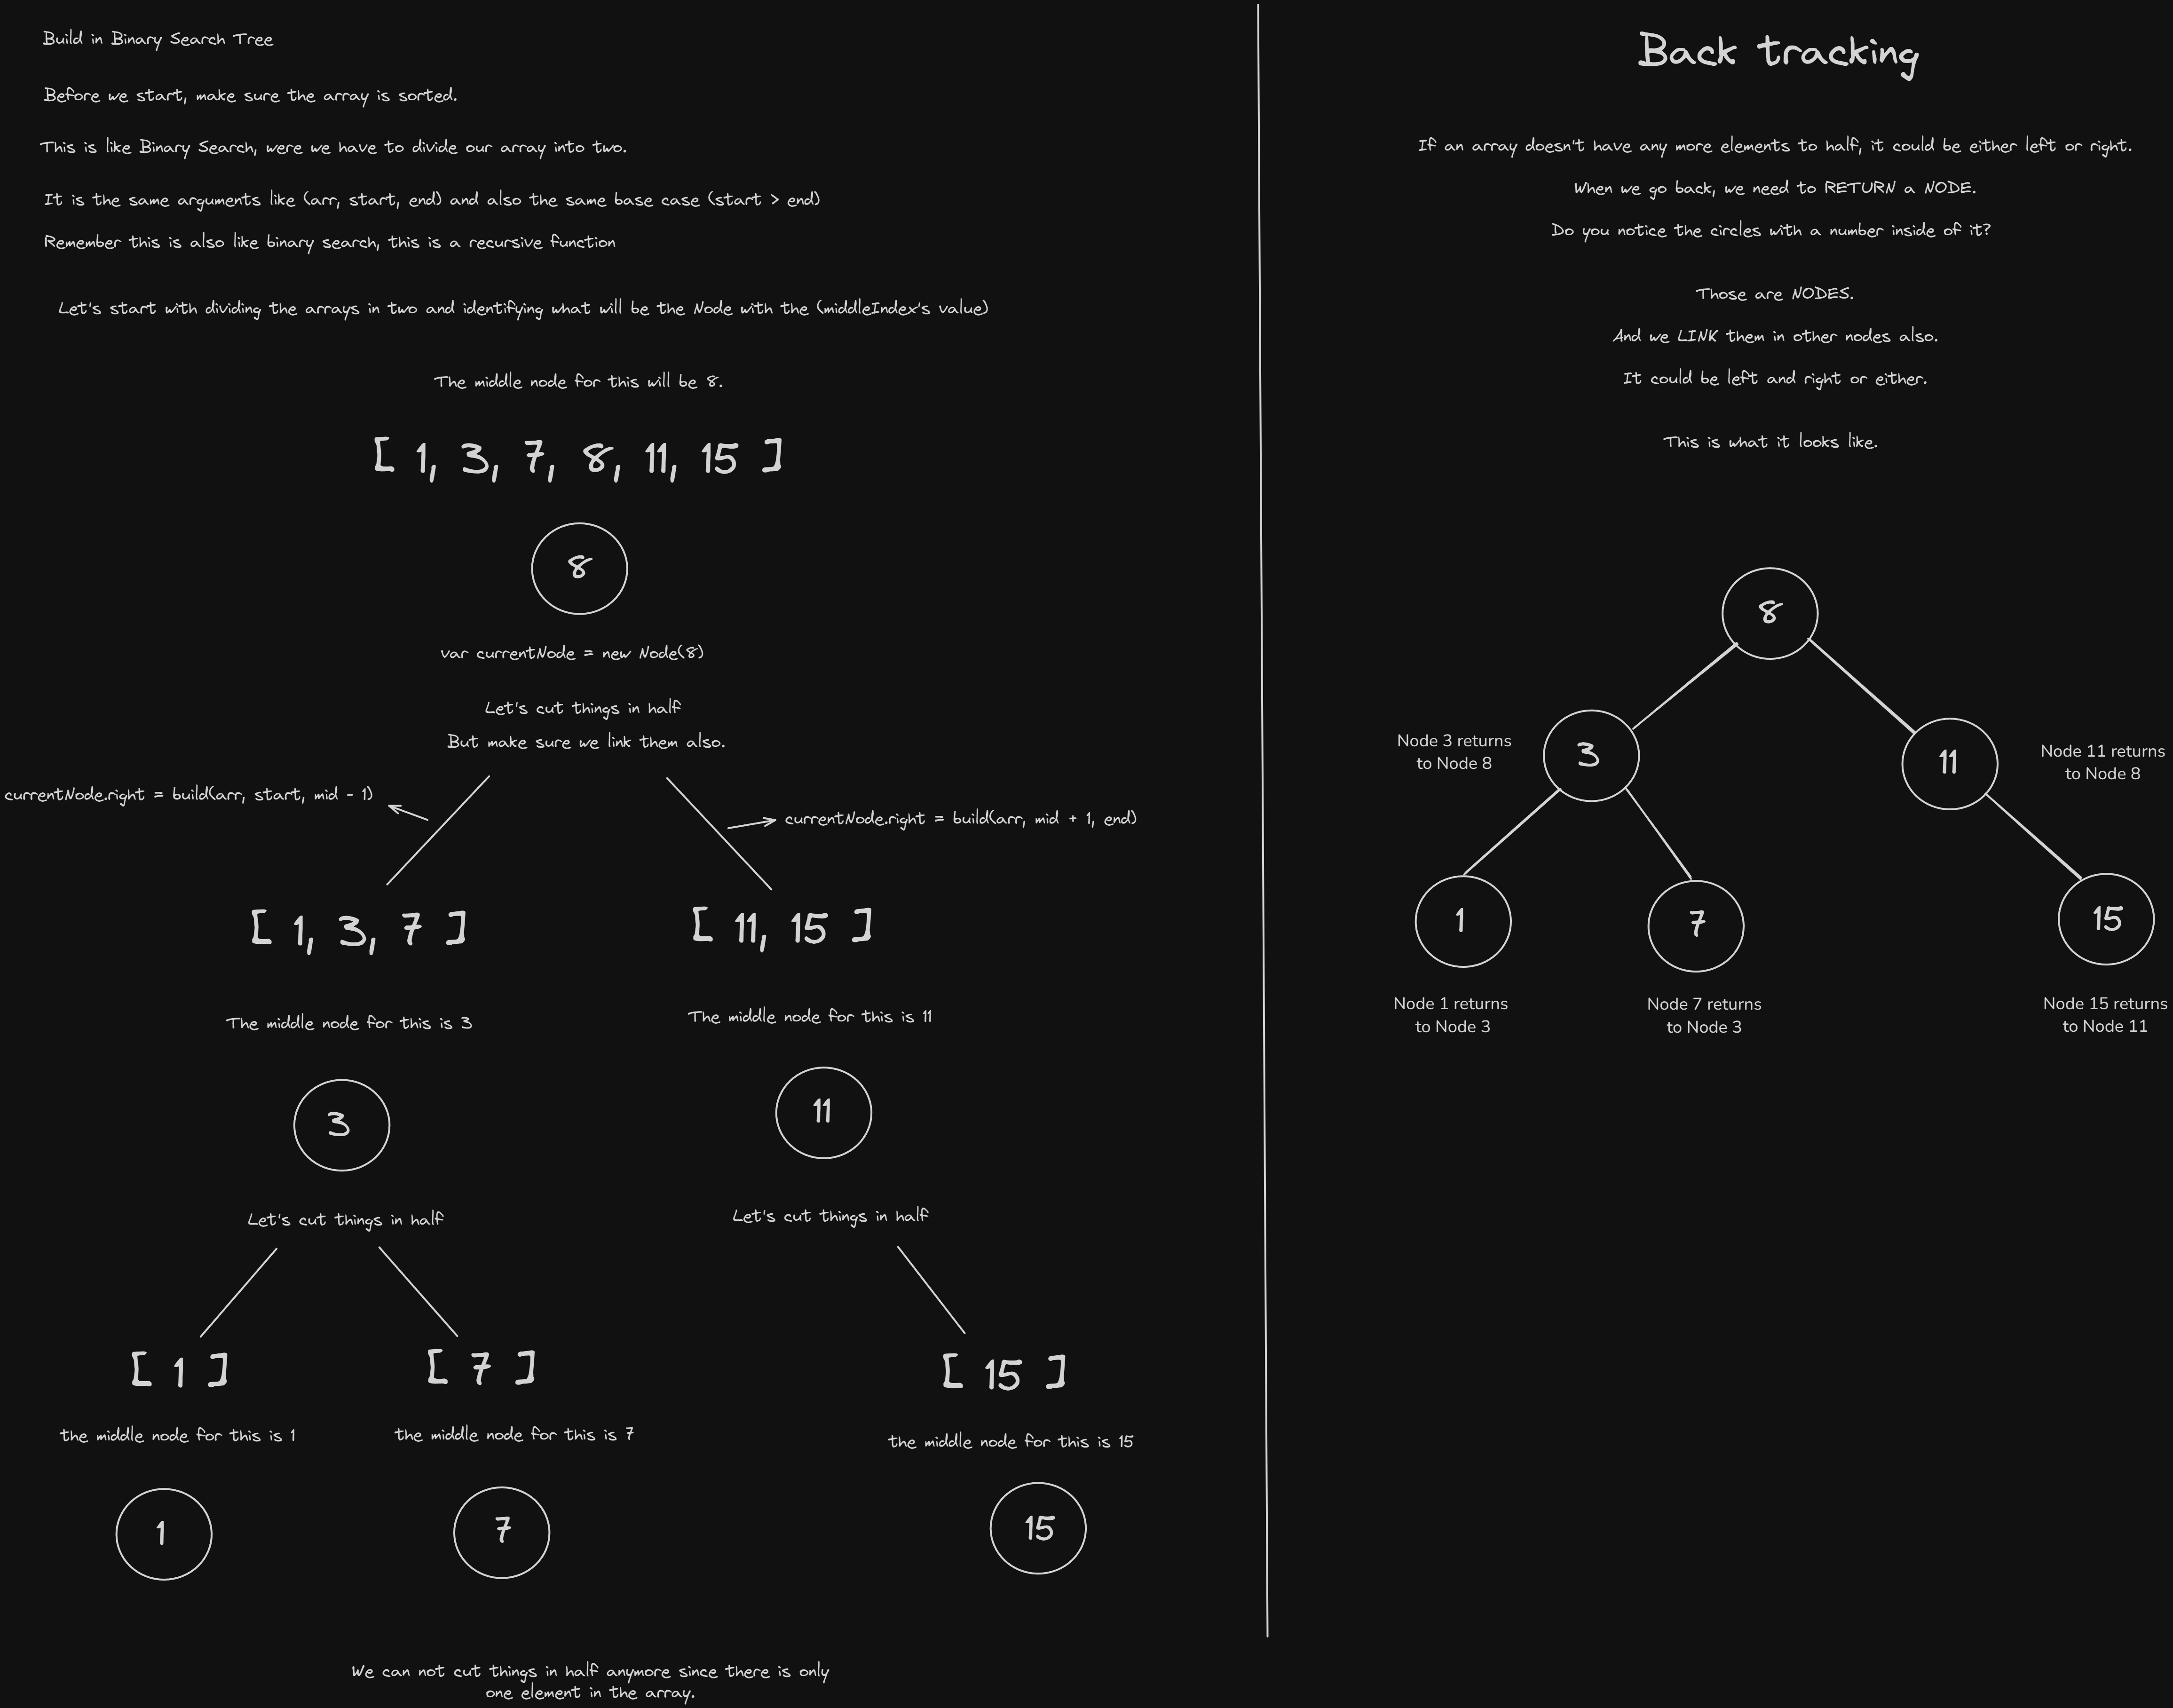 Build in Binary Search Tree
Before we start, make sure the array is sorted.
This is like Binary Search, were we have to divide our array into two.
It is the same arguments like (arr, start, end) and also the same base case (start > end)
Remember this is also like binary search, this is a recursive function
Let's start with dividing the arrays in two and identifying what will be the Node with the (middleIndex's value)
The middle node for this will be 8.
[ 1, 3, 7, 8, 11, 15 ]
8
var currentNode = new Node(8)
Let's cut things in half
But make sure we link them also.
currentNode.right = build(arr, start, mid - 1)
currentNode.right = build(arr, mid + 1, end)
[ 1, 3, 7 ]
[ 11, 15 ]
The middle node for this is 3
The middle node for this is 11
3
11
Let's cut things in half
Let's cut things in half
[ 1 ]
[ 7 ]
[ 15 ]
the middle node for this is 1
the middle node for this is 7
the middle node for this is 15
1
7
15
We can not cut things in half anymore since there is only
one element in the array.
Back tracking
If an array doesn't have any more elements to half, it could be either left or right.
When we go back, we need to RETURN a NODE.
Do you notice the circles with a number inside of it?
Those are NODES.
And we LINK them in other nodes also.
It could be left and right or either.
This is what it looks like.
8
Node 3 returns
to Node 8
3
11
Node 11 returns
to Node 8
1
7
15
Node 1 returns
to Node 3
Node 7 returns
to Node 3
Node 15 returns
to Node 11